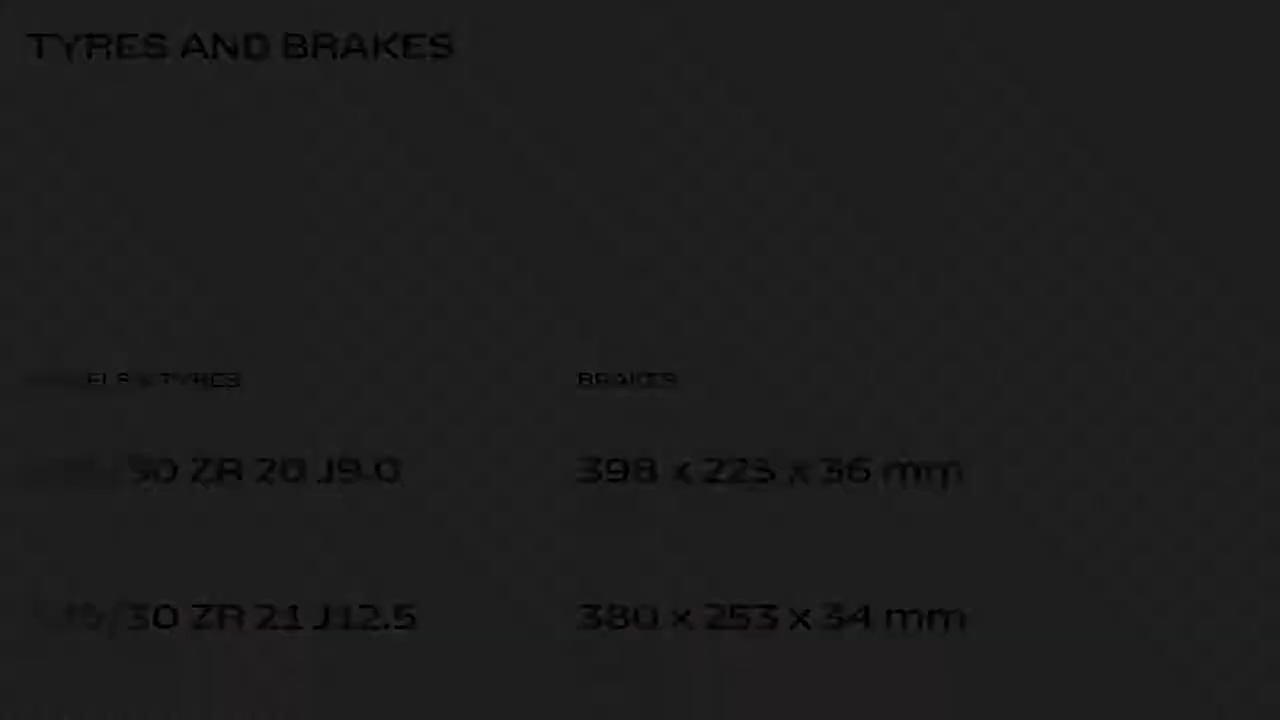 TYRES AND BRAKES
TYRES
BRAKES
30 ZR 20 J9.0
398 x 223 x 36 mm
30 ZR 21 J12.5
380 x 253 x 34 mm